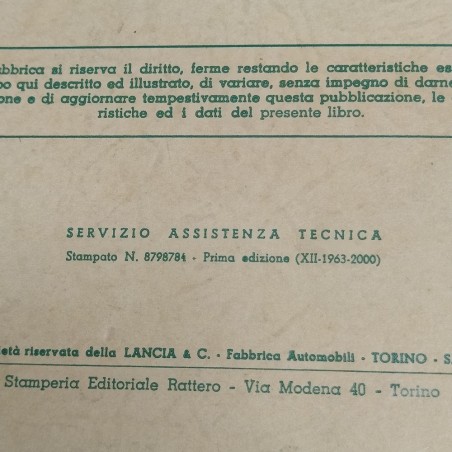 abbrica si riserva il diritto, ferme restando le caratteristiche es
po qui descritto ed illustrato, di variare, senza impegno di darne
one e di aggiornare tempestivamente questa pubblicazione, le
ristiche ed i dati del presente libro.
SERVIZIO ASSISTENZA TECNICA
Stampato N. 8798784 - Prima edizione (XII-1963-2000)
età riservata della LANCIA & C. - Fabbrica Automobili - TORINO - S.
Stamperia Editoriale Rattero - Via Modena 40 - Torino